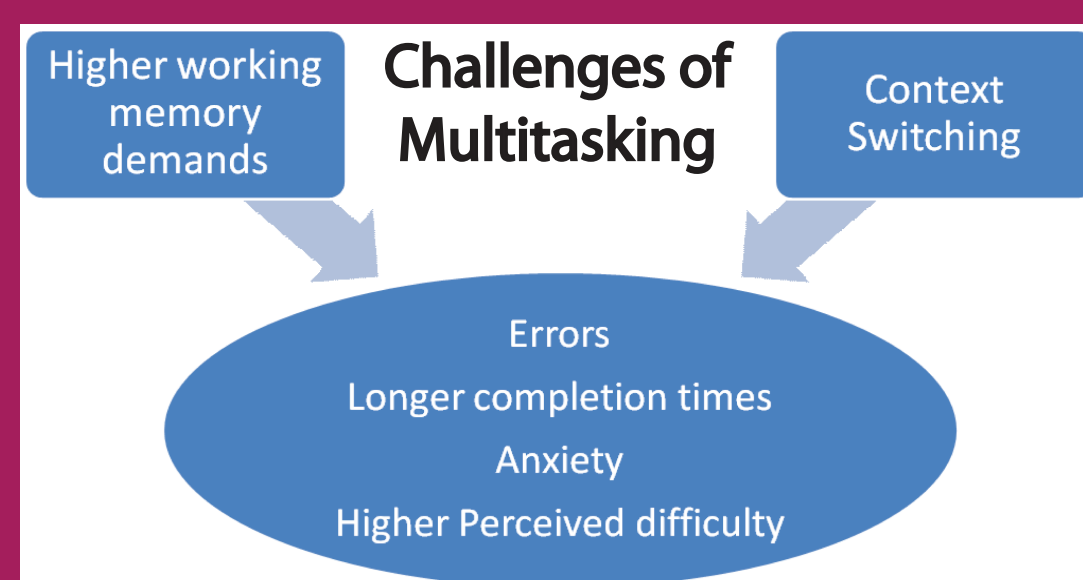 Higher working
memory
demands
Challenges of
Multitasking
Context
Switching
Errors
Longer completion times
Anxiety
Higher Perceived difficulty